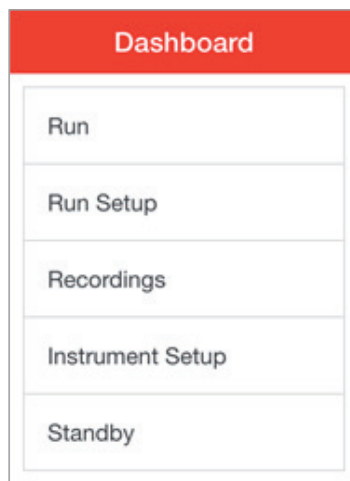 Dashboard
Run
Run Setup
Recordings
Instrument Setup
Standby